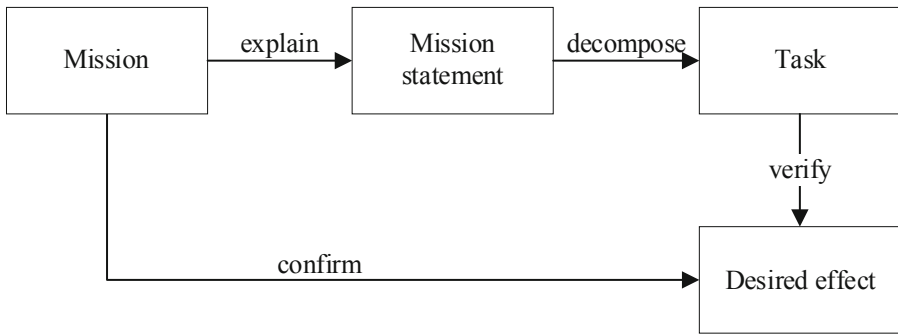 Mission
explain
Mission
statement
decompose
Task
verify
confirm
Desired effect